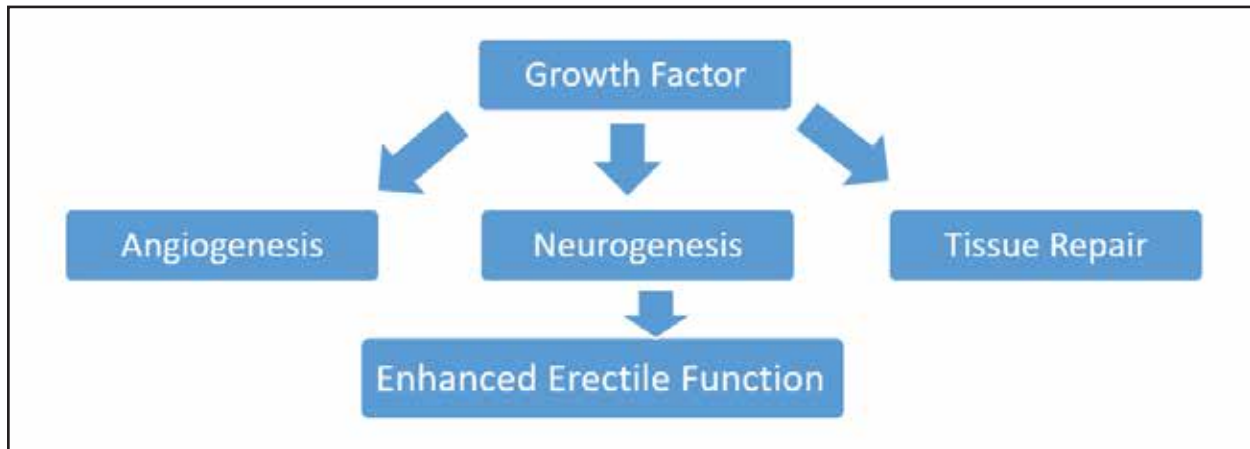 Growth Factor
Angiogenesis
Neurogenesis
Tissue Repair
Enhanced Erectile Function